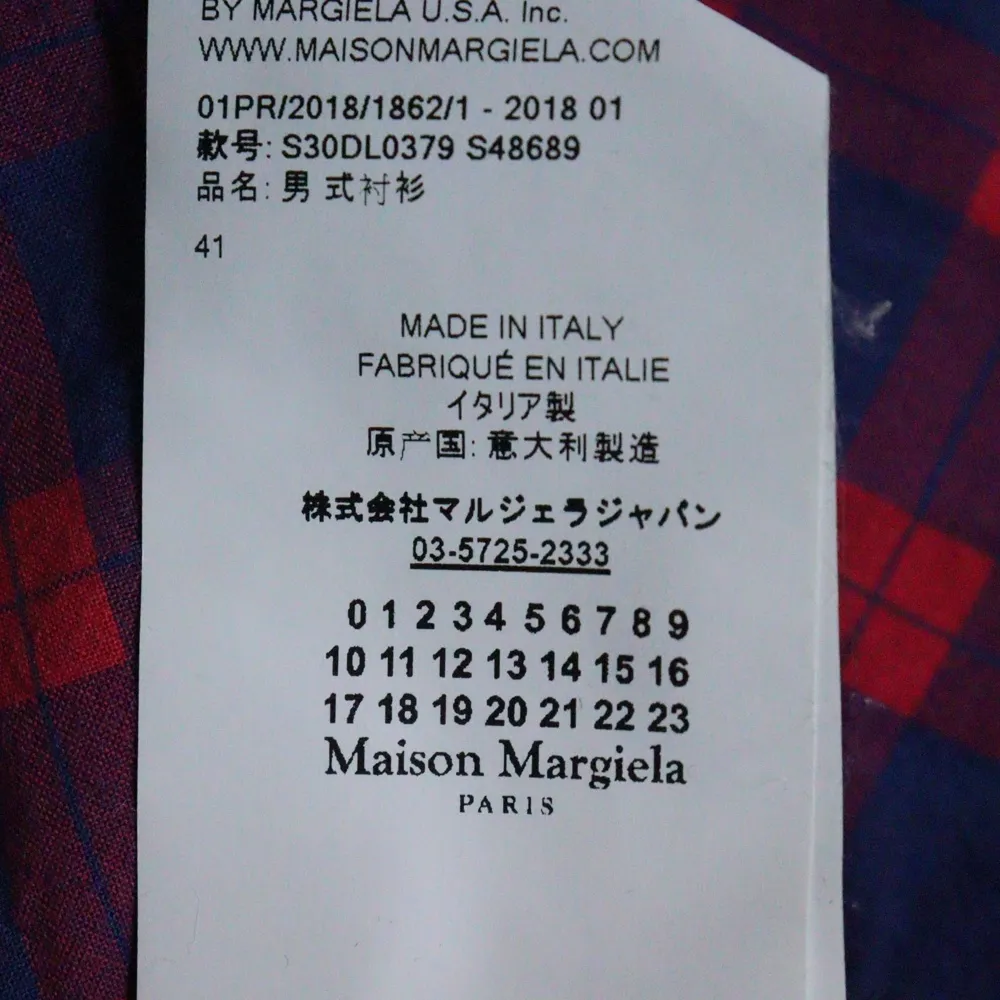 BY MARGIELA U.S.A. Inc.
WWW.MAISONMARGIELA.COM
01PR/2018/1862/1 - 2018 01
款号: S30DL0379 S48689
品名: 男 式衬衫
41
MADE IN ITALY
FABRIQUÉ EN ITALIE
イタリア製
原产国: 意大利製造
株式会社マルジェラジャパン
03-5725-2333
0 1 2 3 4 5 6 7 8 9
10 11 12 13 14 15 16
17 18 19 20 21 22 23
Maison Margiela
PARIS